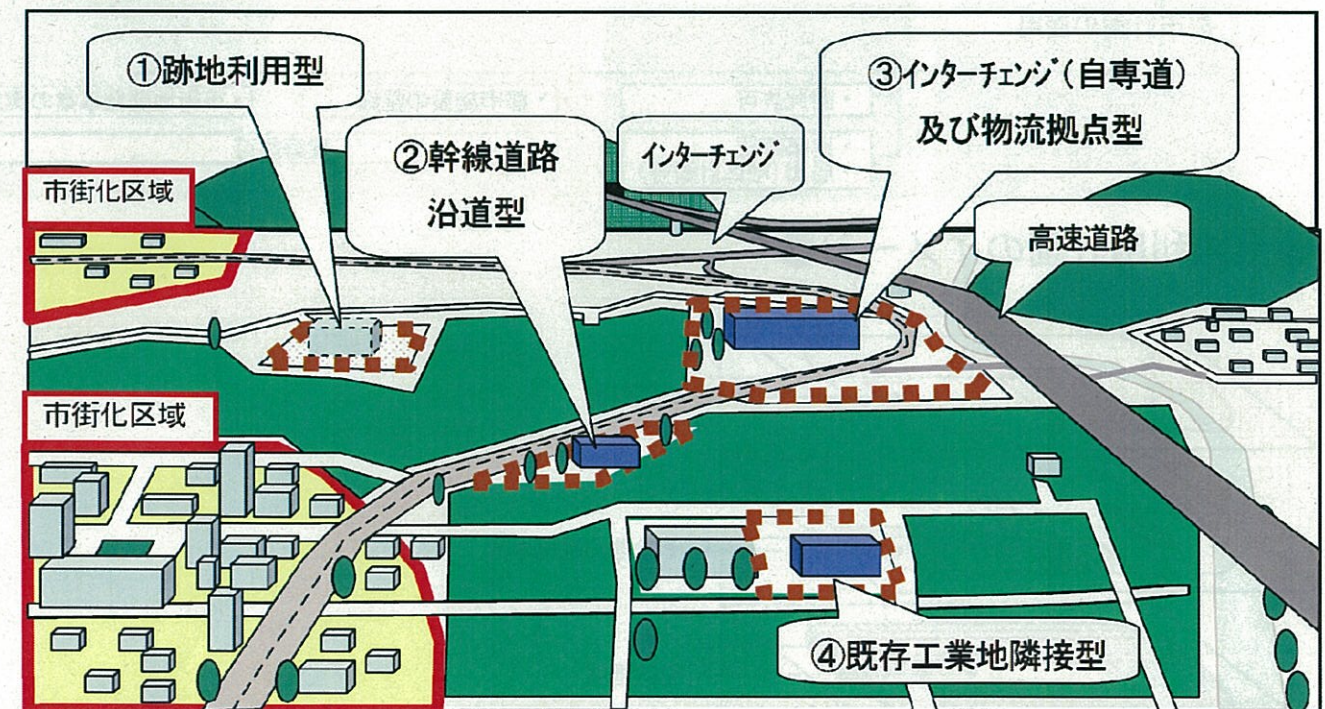 ①跡地利用型
②幹線道路
沿道型
インターチェンジ
③インターチェンジ(自専道)
及び物流拠点型
市街化区域
高速道路
市街化区域
④既存工業地隣接型